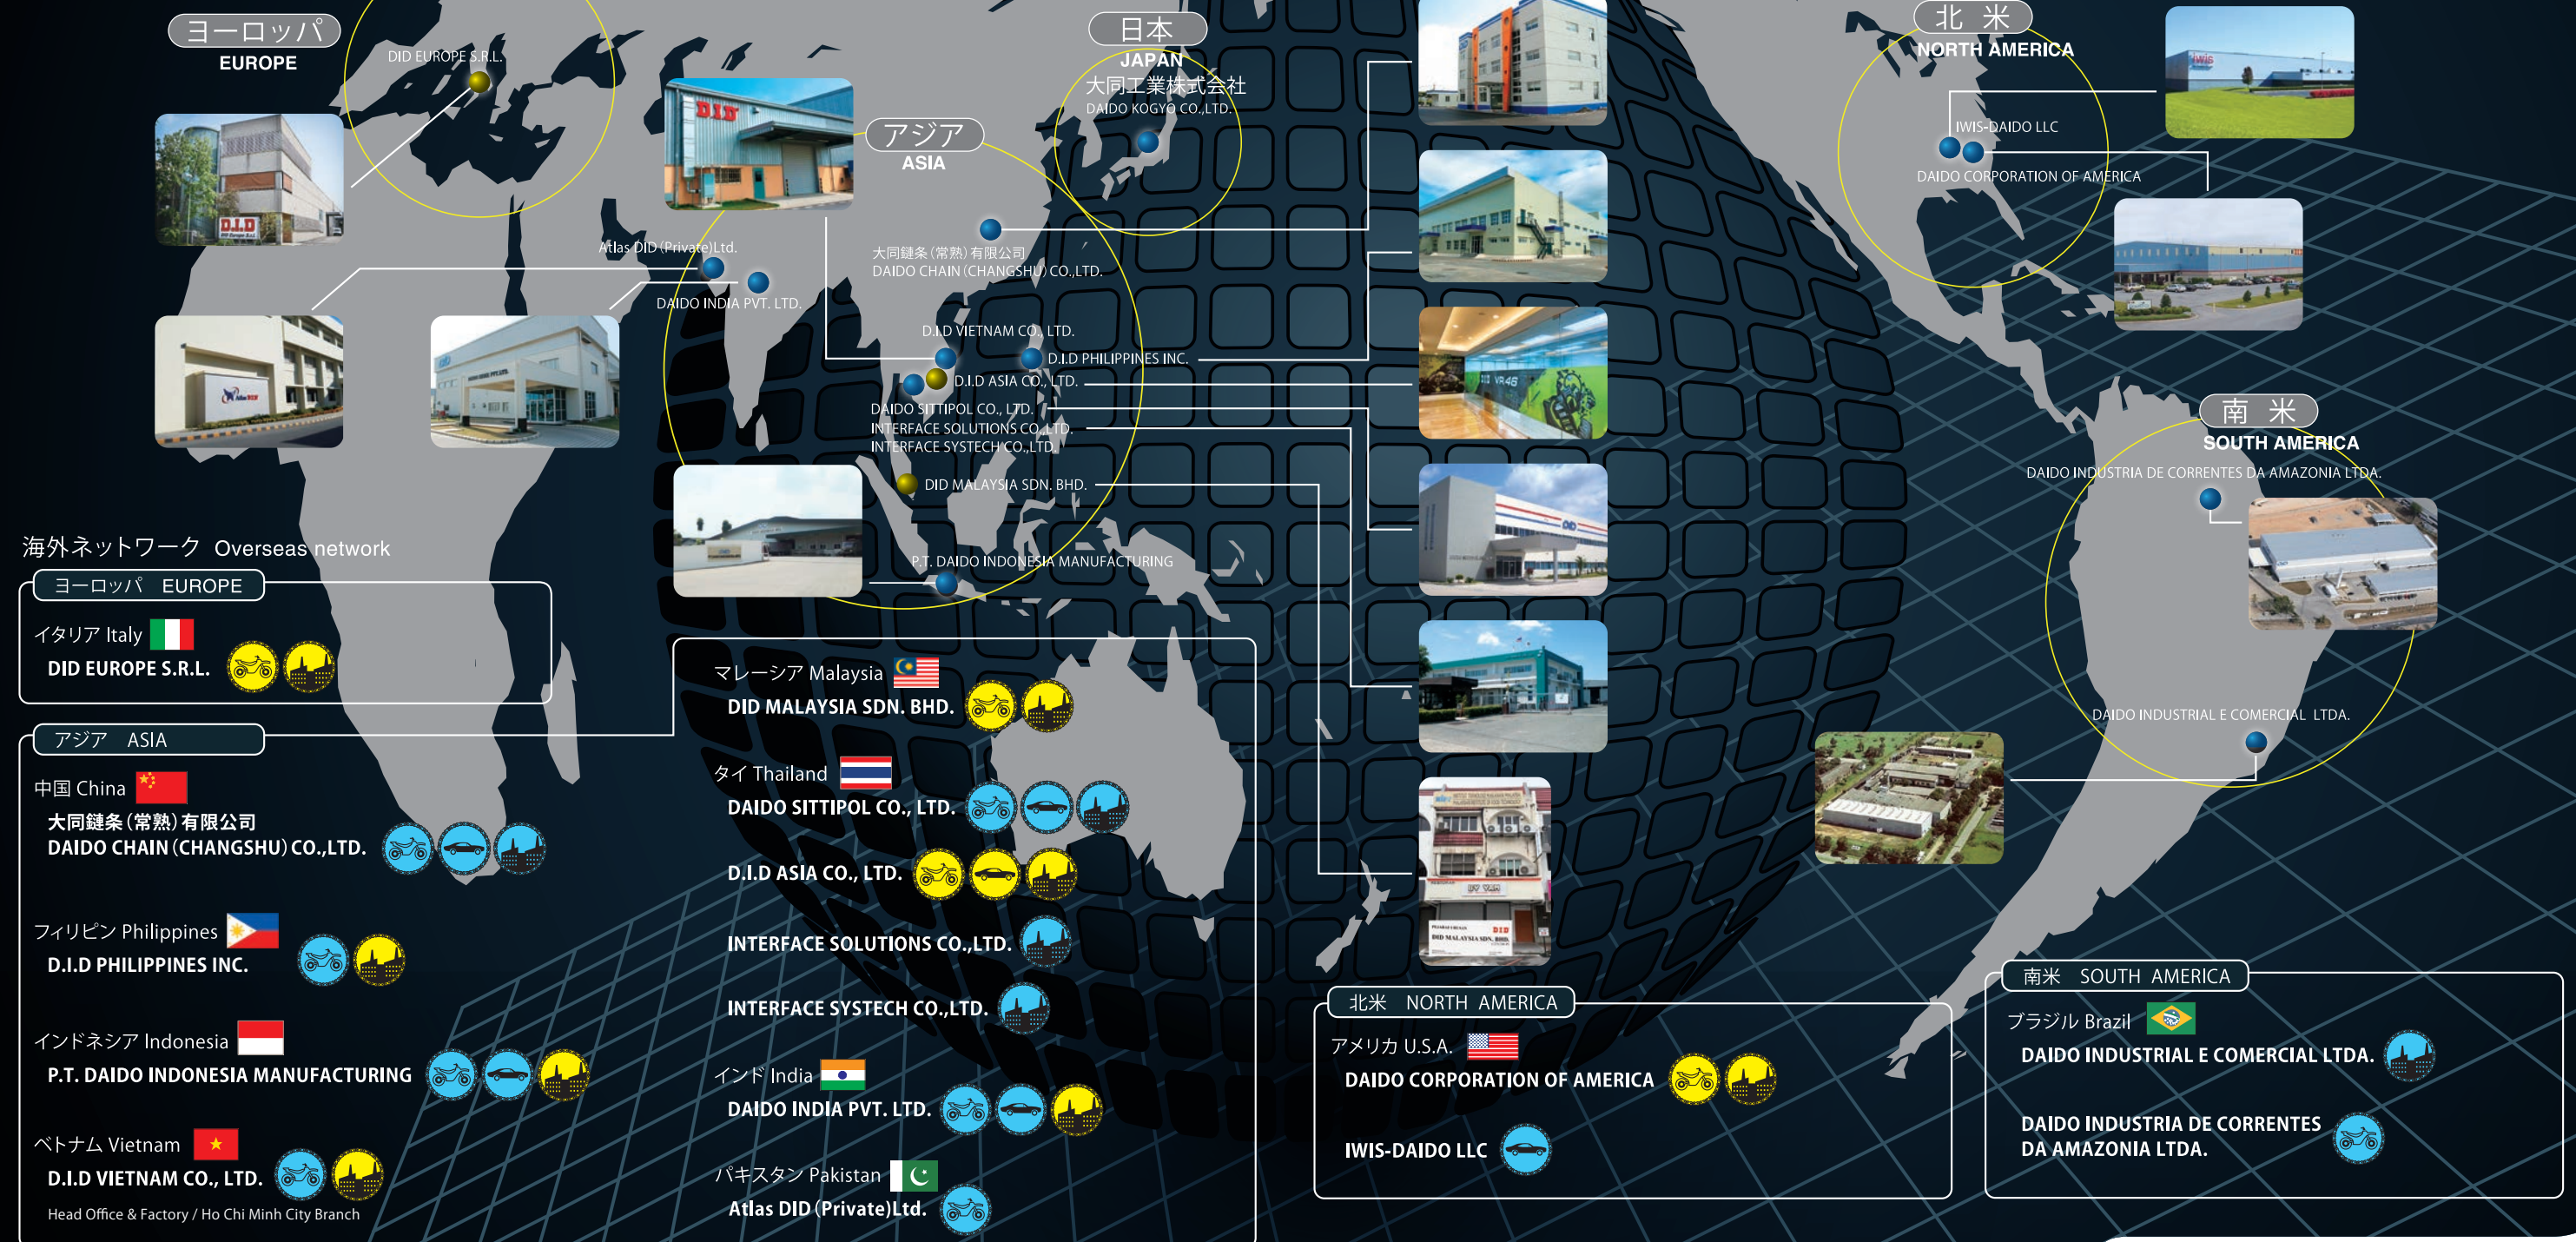 ヨーロッパ
EUROPE
DID EUROPE S.R.L.
D.I.D
D.I.D
アジア
ASIA
日本
JAPAN
大同工業株式会社
DAIDO KOGYO CO.,LTD.
北 米
NORTH AMERICA
iwis
IWIS-DAIDO LLC
DAIDO CORPORATION OF AMERICA
Atlas DID (Private)Ltd.
DAIDO INDIA PVT. LTD.
大同鏈条（常熟）有限公司
DAIDO CHAIN (CHANGSHU) CO.,LTD.
D.I.D VIETNAM CO., LTD.
D.I.D PHILIPPINES INC.
D.I.D ASIA CO., LTD.
DAIDO SITTIPOL CO., LTD.
INTERFACE SOLUTIONS CO.,LTD.
INTERFACE SYSTECH CO.,LTD.
DID MALAYSIA SDN. BHD.
P.T. DAIDO INDONESIA MANUFACTURING
VR46
南 米
SOUTH AMERICA
DAIDO INDUSTRIA DE CORRENTES DA AMAZONIA LTDA.
DAIDO INDUSTRIAL E COMERCIAL LTDA.
D.I.D
DID MALAYSIA SDN. BHD.
海外ネットワーク Overseas network
ヨーロッパ EUROPE
イタリア Italy
DID EUROPE S.R.L.
アジア ASIA
中国 China
大同鏈条（常熟）有限公司
DAIDO CHAIN (CHANGSHU) CO.,LTD.
フィリピン Philippines
D.I.D PHILIPPINES INC.
インドネシア Indonesia
P.T. DAIDO INDONESIA MANUFACTURING
ベトナム Vietnam
D.I.D VIETNAM CO., LTD.
Head Office & Factory / Ho Chi Minh City Branch
マレーシア Malaysia
DID MALAYSIA SDN. BHD.
タイ Thailand
DAIDO SITTIPOL CO., LTD.
D.I.D ASIA CO., LTD.
INTERFACE SOLUTIONS CO.,LTD.
INTERFACE SYSTECH CO.,LTD.
インド India
DAIDO INDIA PVT. LTD.
パキスタン Pakistan
Atlas DID (Private)Ltd.
北米 NORTH AMERICA
アメリカ U.S.A.
DAIDO CORPORATION OF AMERICA
IWIS-DAIDO LLC
南米 SOUTH AMERICA
ブラジル Brazil
DAIDO INDUSTRIAL E COMERCIAL LTDA.
DAIDO INDUSTRIA DE CORRENTES
DA AMAZONIA LTDA.